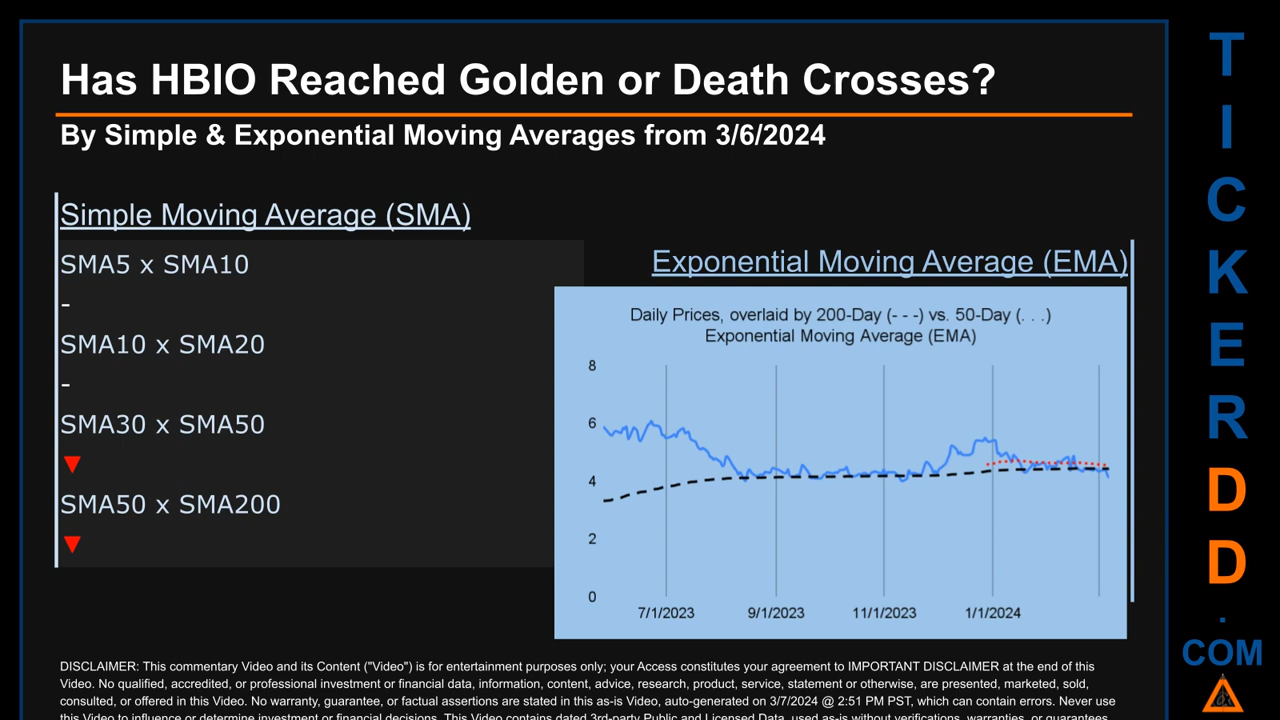 Has HBIO Reached Golden or Death Crosses?
By Simple & Exponential Moving Averages from 3/6/2024
Simple Moving Average (SMA)
SMA5 x SMA10
-
SMA10 x SMA20
-
SMA30 x SMA50
▼
SMA50 x SMA200
▼
Exponential Moving Average (EMA)
Daily Prices, overlaid by 200-Day (- - -) vs. 50-Day (. . .)
Exponential Moving Average (EMA)
8
6
4
2
0
7/1/2023 9/1/2023 11/1/2023 1/1/2024
DISCLAIMER: This commentary Video and its Content ("Video") is for entertainment purposes only; your Access constitutes your agreement to IMPORTANT DISCLAIMER at the end of this
Video. No qualified, accredited, or professional investment or financial data, information, content, advice, research, product, service, statement or otherwise, are presented, marketed, sold,
consulted, or offered in this Video. No warranty, guarantee, or factual assertions are stated in this as-is Video, auto-generated on 3/7/2024 @ 2:51 PM PST, which can contain errors. Never use
this Video to influence or determine investment or financial decisions. This Video contains dated 3rd-party Public and Licensed Data, used as-is without verifications, warranties, or guarantees
T
I
C
K
E
R
D
D
.
COM